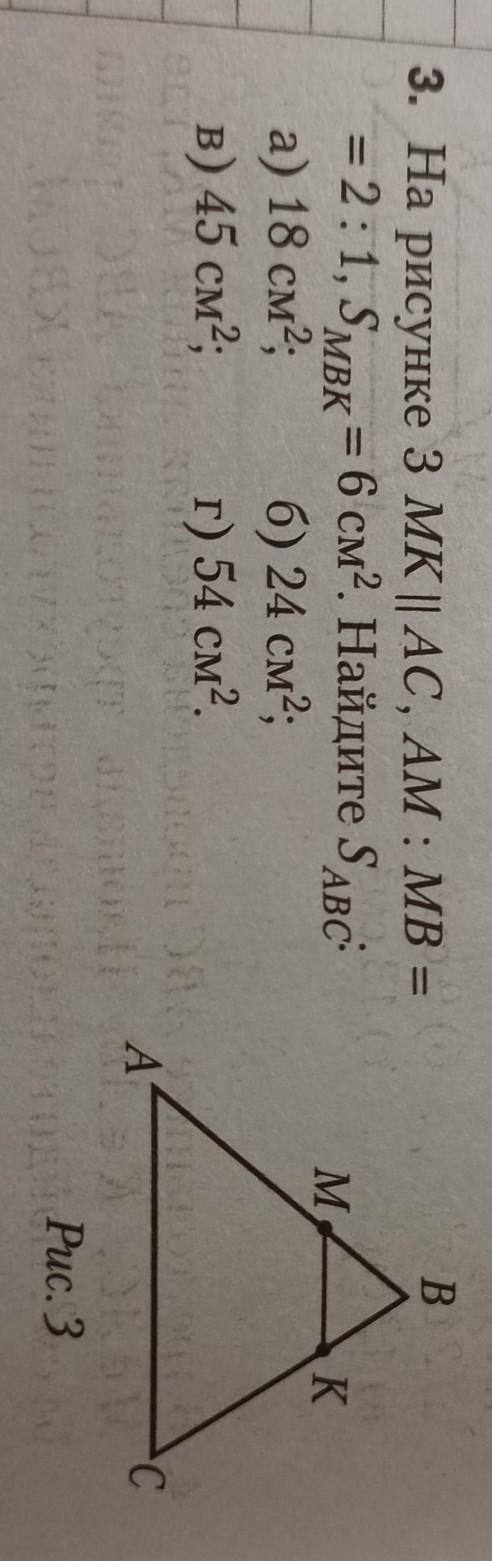 3. На рисунке 3 MK || AC, AM : MB =
= 2 : 1, S_MBK = 6 см². Найдите S_ABC.
а) 18 см²; б) 24 см²;
в) 45 см²; г) 54 см².
B
M K
A C
Рис. 3